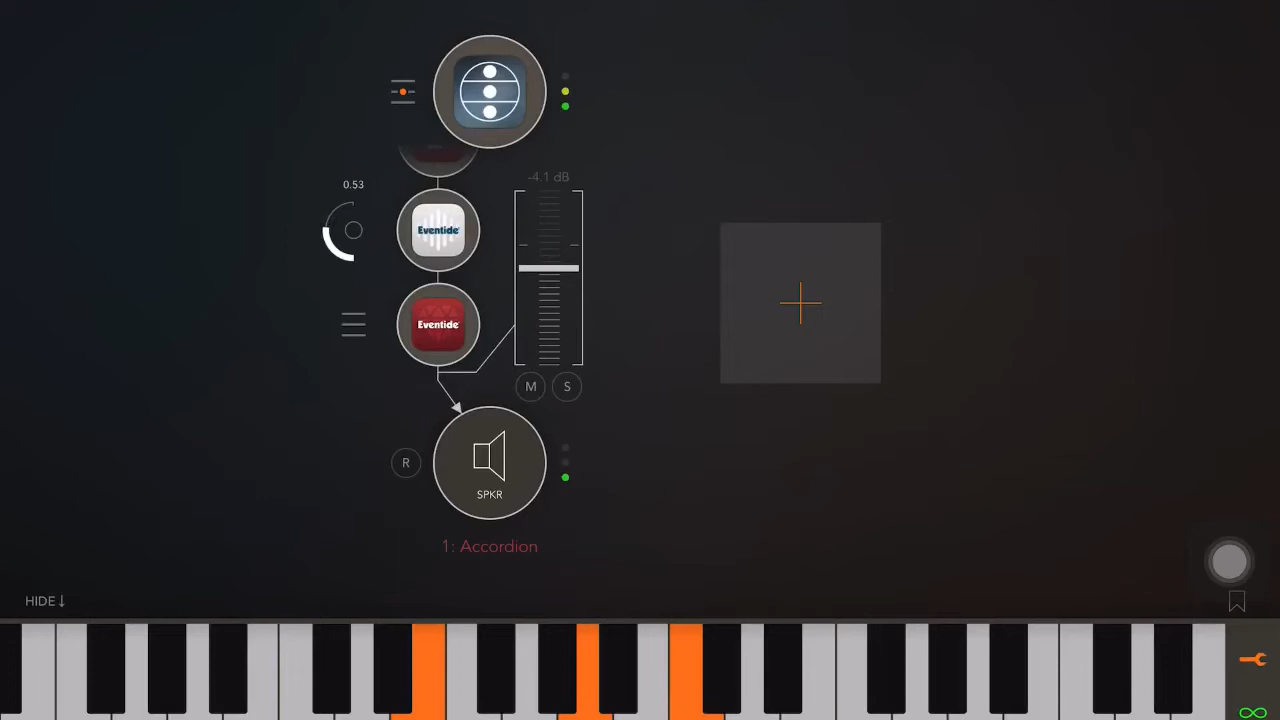 0.53
-4.1 dB
Eventide
Eventide
M S
R
SPKR
1: Accordion
HIDE↓